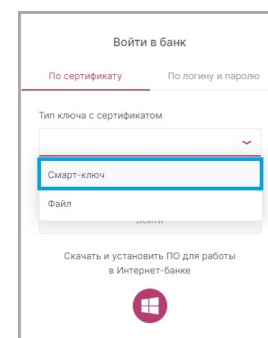 Войти в банк
По сертификату По логину и паролю
Тип ключа с сертификатом
Смарт-ключ
Файл
Войти
Скачать и установить ПО для работы
в Интернет-банке